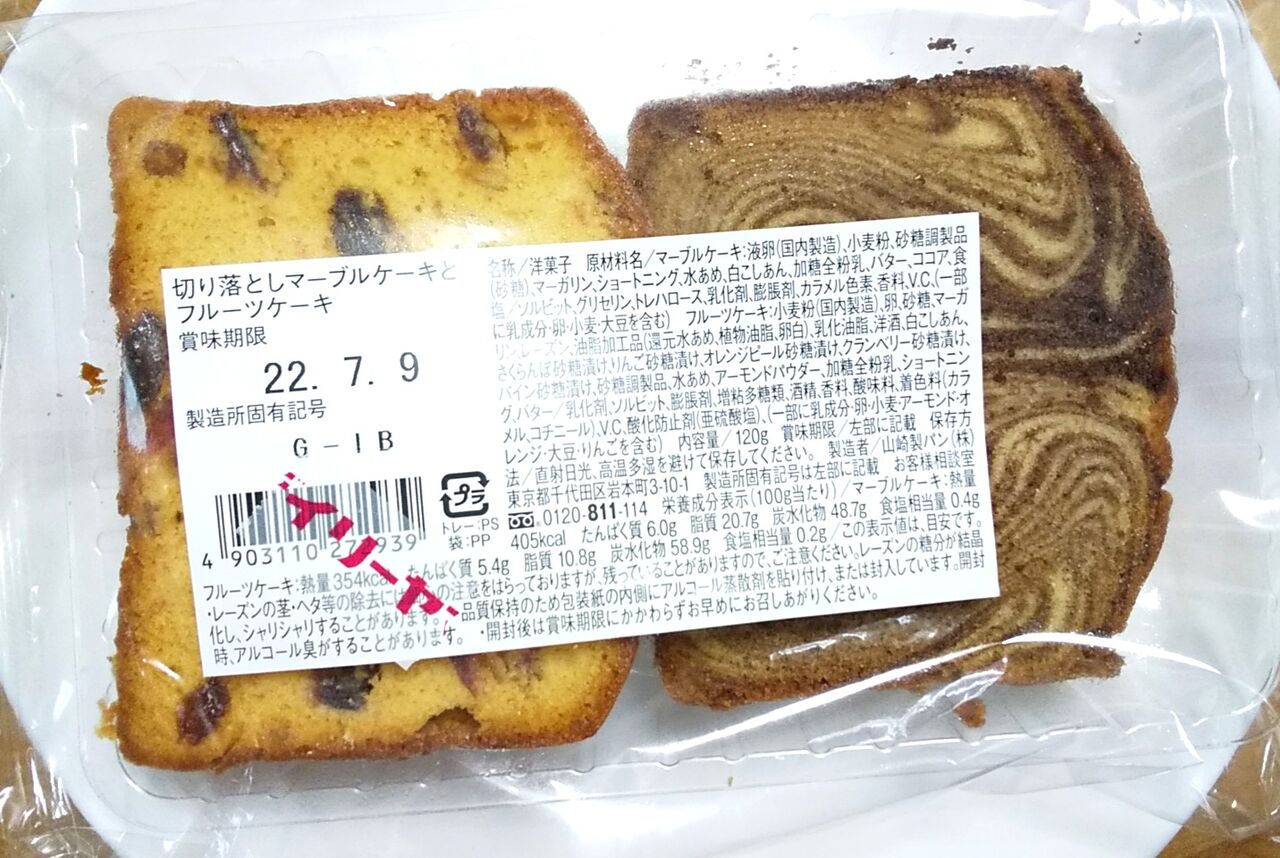 切り落としマーブルケーキと
フルーツケーキ
賞味期限
22. 7. 9
製造所固有記号
G-IB
プラ
トレー:PS
袋:PP
4 903110 27 939
デイリーヤ
名称/洋菓子 原材料名/マーブルケーキ:液卵(国内製造)、小麦粉、砂糖調製品
(砂糖)、マーガリン、ショートニング、水あめ、白こしあん、加糖全粉乳、バター、ココア、食
塩/ソルビット、グリセリン、トレハロース、乳化剤、膨脹剤、カラメル色素、香料、V.C、(一部
に乳成分・卵・小麦・大豆を含む) フルーツケーキ:小麦粉(国内製造)、卵、砂糖、マーガ
リン、レーズン、油脂加工品(還元水あめ、植物油脂、卵白)、乳化油脂、洋酒、白こしあん、
さくらんぼ砂糖漬け、りんご砂糖漬け、オレンジピール砂糖漬け、クランベリー砂糖漬け、
パイン砂糖漬け、砂糖調製品、水あめ、アーモンドパウダー、加糖全粉乳、ショートニン
グ、バター/乳化剤、ソルビット、膨脹剤、増粘多糖類、酒精、香料、酸味料、着色料(カラ
メル、コチニール)、V.C、酸化防止剤(亜硫酸塩)、(一部に乳成分・卵・小麦・アーモンド・オ
レンジ・大豆・りんごを含む) 内容量/120g 賞味期限/左部に記載 保存方
法/直射日光、高温多湿を避けて保存してください。 製造者/山崎製パン(株)
東京都千代田区岩本町3-10-1 製造所固有記号は左部に記載 お客様相談室
0120-811-114 栄養成分表示(100g当たり)/マーブルケーキ:熱量
405kcal たんぱく質 6.0g 脂質 20.7g 炭水化物 48.7g 食塩相当量 0.4g
フルーツケーキ:熱量 354kcal たんぱく質 5.4g 脂質 10.8g 炭水化物 58.9g 食塩相当量 0.2g/この表示値は、目安です。
・レーズンの茎・ヘタ等の除去に の注意をはらっておりますが、残っていることがありますので、ご注意ください。レーズンの糖分が結晶
化し、シャリシャリすることがあります。 品質保持のため包装紙の内側にアルコール蒸散剤を貼り付け、または封入しています。開封
時、アルコール臭がすることがあります。 ・開封後は賞味期限にかかわらずお早めにお召しあがりください。